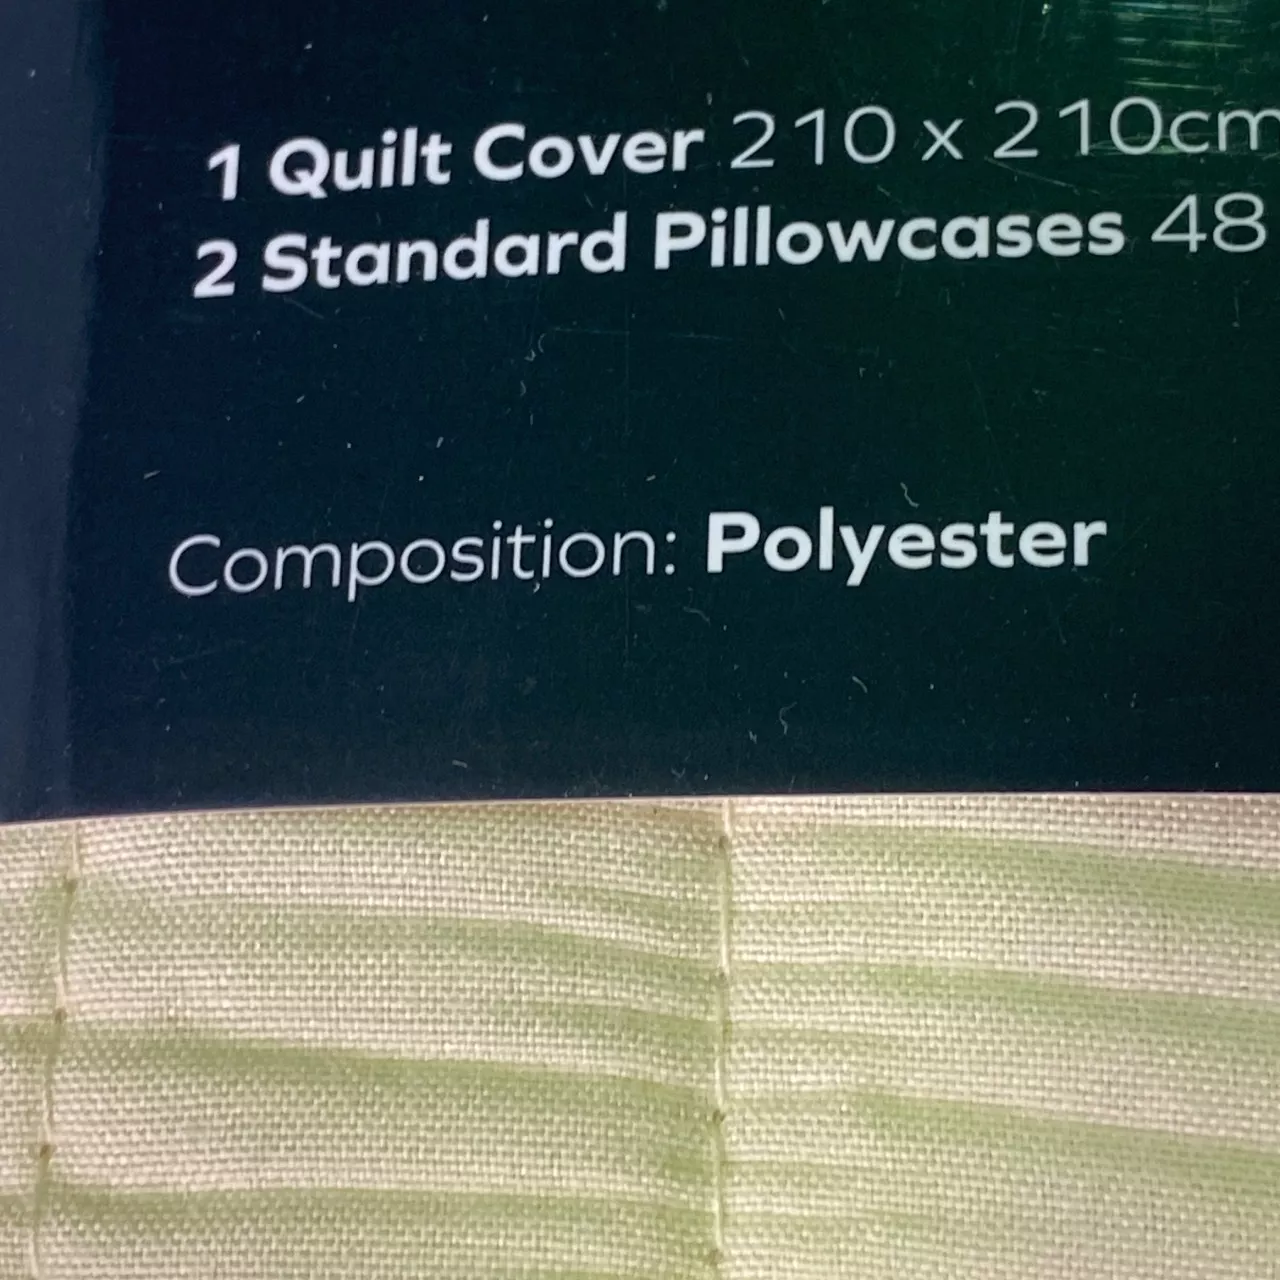 1 Quilt Cover 210 x 210cm
2 Standard Pillowcases 48
Composition: Polyester